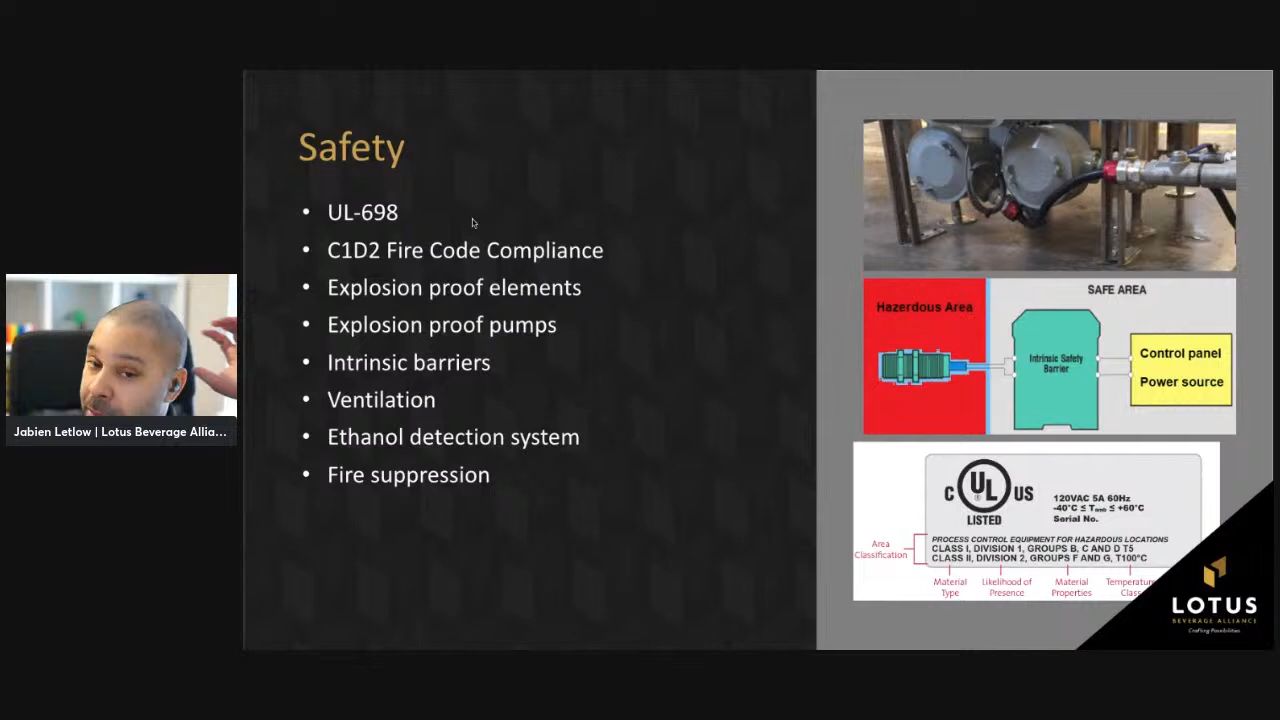 Safety
• UL-698
• C1D2 Fire Code Compliance
• Explosion proof elements
• Explosion proof pumps
• Intrinsic barriers
• Ventilation
• Ethanol detection system
• Fire suppression
Jabien Letlow | Lotus Beverage Allia...
Hazardous Area
SAFE AREA
Intrinsic Safety
Barrier
Control panel
Power source
C UL US
LISTED
120VAC 5A 60Hz
-40°C ≤ Tamb ≤ +60°C
Serial No.
Area
Classification
PROCESS CONTROL EQUIPMENT FOR HAZARDOUS LOCATIONS
CLASS I, DIVISION 1, GROUPS B, C AND D T5
CLASS II, DIVISION 2, GROUPS F AND G, T100°C
Material
Type
Likelihood of
Presence
Material
Properties
Temperature
Class
LOTUS
BEVERAGE ALLIANCE
Crafting Possibilities